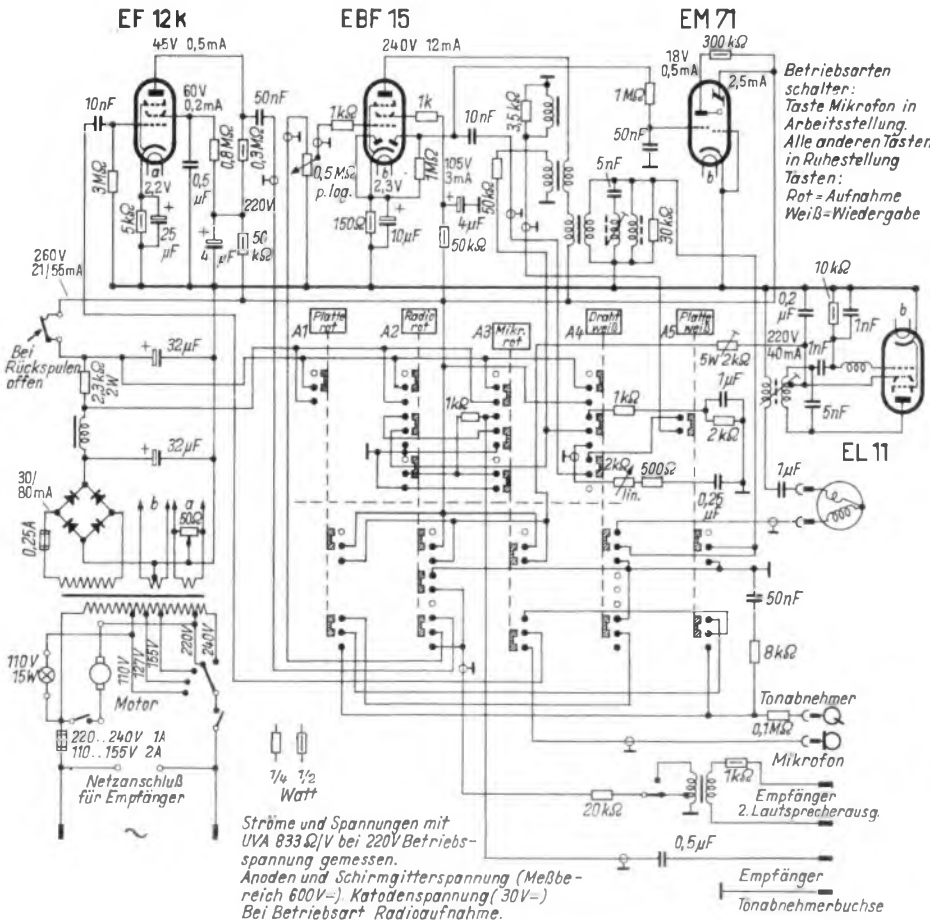 EF 12k
EBF 15
EM 71
45V 0,5mA
240V 12mA
300kΩ
18V
0,5mA
2,5mA
10nF
60V
0,2mA
50nF
1kΩ
1k
10nF
3,5kΩ
1MΩ
50nF
5nF
3MΩ
0,8MΩ
0,3MΩ
0,5MΩ
p. log.
1MΩ
105V
3mA
50kΩ
a
2,2V
0,5
µF
b
2,3V
b
5kΩ
25
µF
220V
4
µF
50
kΩ
150Ω
10µF
4µF
50kΩ
30kΩ
Betriebsarten
schalter:
Taste Mikrofon in
Arbeitsstellung.
Alle anderen Tasten
in Ruhestellung
Tasten:
Rot=Aufnahme
Weiß=Wiedergabe
260V
21/55mA
Bei
Rückspulen
offen
32µF
2,3kΩ
2W
32µF
A1
Platte
rot
A2
Radio
rot
A3
Mikr.
rot
A4
Draht
weiß
A5
Platte
weiß
0,2
µF
10kΩ
1nF
b
220V
40mA
1nF
5W 2kΩ
1µF
5nF
1kΩ
1kΩ
2kΩ
EL 11
2kΩ
lin.
500Ω
0,25
µF
1µF
30/
80mA
0,25A
b
a
50Ω
50nF
8kΩ
110V
15W
110V
127V
155V
220V
240V
Motor
220..240V 1A
110...155V 2A
Netzanschluß
für Empfänger
1/4
1/2
Watt
Tonabnehmer
0,1MΩ
Mikrofon
1kΩ
20kΩ
Empfänger
2. Lautsprecherausg.
0,5µF
Empfänger
Tonabnehmerbuchse
Ströme und Spannungen mit
UVA 833Ω/V bei 220V Betriebs-
spannung gemessen.
Anoden und Schirmgitterspannung (Meßbe-
reich 600V=). Katodenspannung (30V=)
Bei Betriebsart Radioaufnahme.